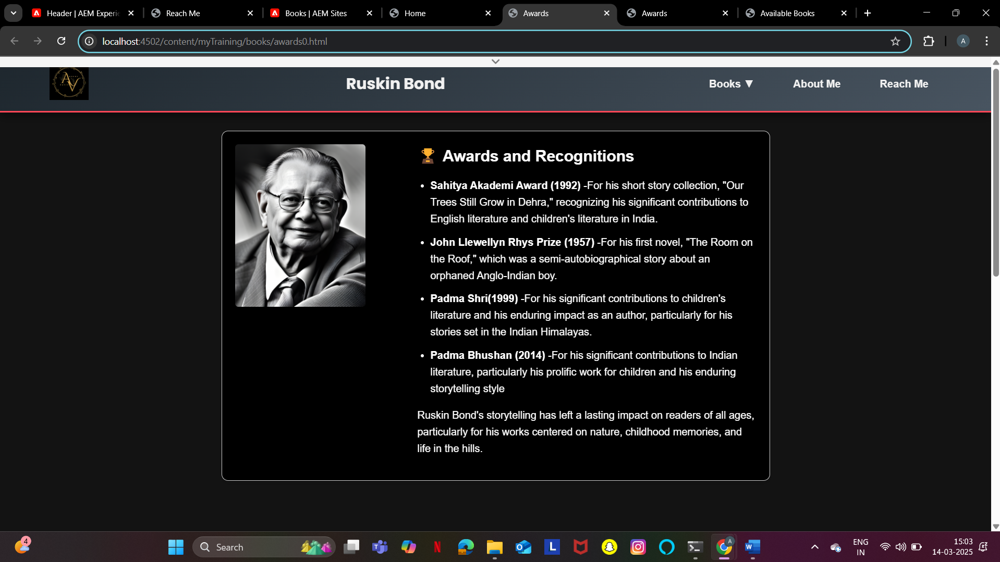 Header | AEM Experie
Reach Me
Books | AEM Sites
Home
Awards
Awards
Available Books
localhost:4502/content/myTraining/books/awards0.html
A
AV
Ruskin Bond
Books ▼
About Me
Reach Me
🏆 Awards and Recognitions
• Sahitya Akademi Award (1992) -For his short story collection, "Our
Trees Still Grow in Dehra," recognizing his significant contributions to
English literature and children's literature in India.
• John Llewellyn Rhys Prize (1957) -For his first novel, "The Room on
the Roof," which was a semi-autobiographical story about an
orphaned Anglo-Indian boy.
• Padma Shri(1999) -For his significant contributions to children's
literature and his enduring impact as an author, particularly for his
stories set in the Indian Himalayas.
• Padma Bhushan (2014) -For his significant contributions to Indian
literature, particularly his prolific work for children and his enduring
storytelling style
Ruskin Bond's storytelling has left a lasting impact on readers of all ages,
particularly for his works centered on nature, childhood memories, and
life in the hills.
4
Search
ENG
IN
15:03
14-03-2025